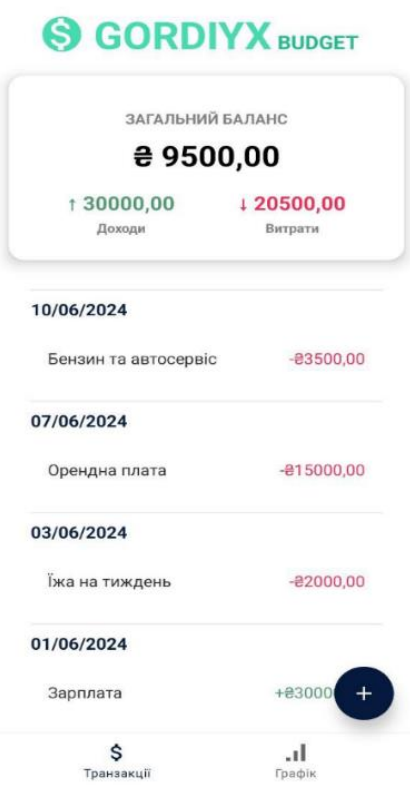 GORDIYX BUDGET
ЗАГАЛЬНИЙ БАЛАНС
₴ 9500,00
↑ 30000,00 ↓ 20500,00
Доходи Витрати
10/06/2024
Бензин та автосервіс -₴3500,00
07/06/2024
Орендна плата -₴15000,00
03/06/2024
Їжа на тиждень -₴2000,00
01/06/2024
Зарплата
$
Транзакції Графік